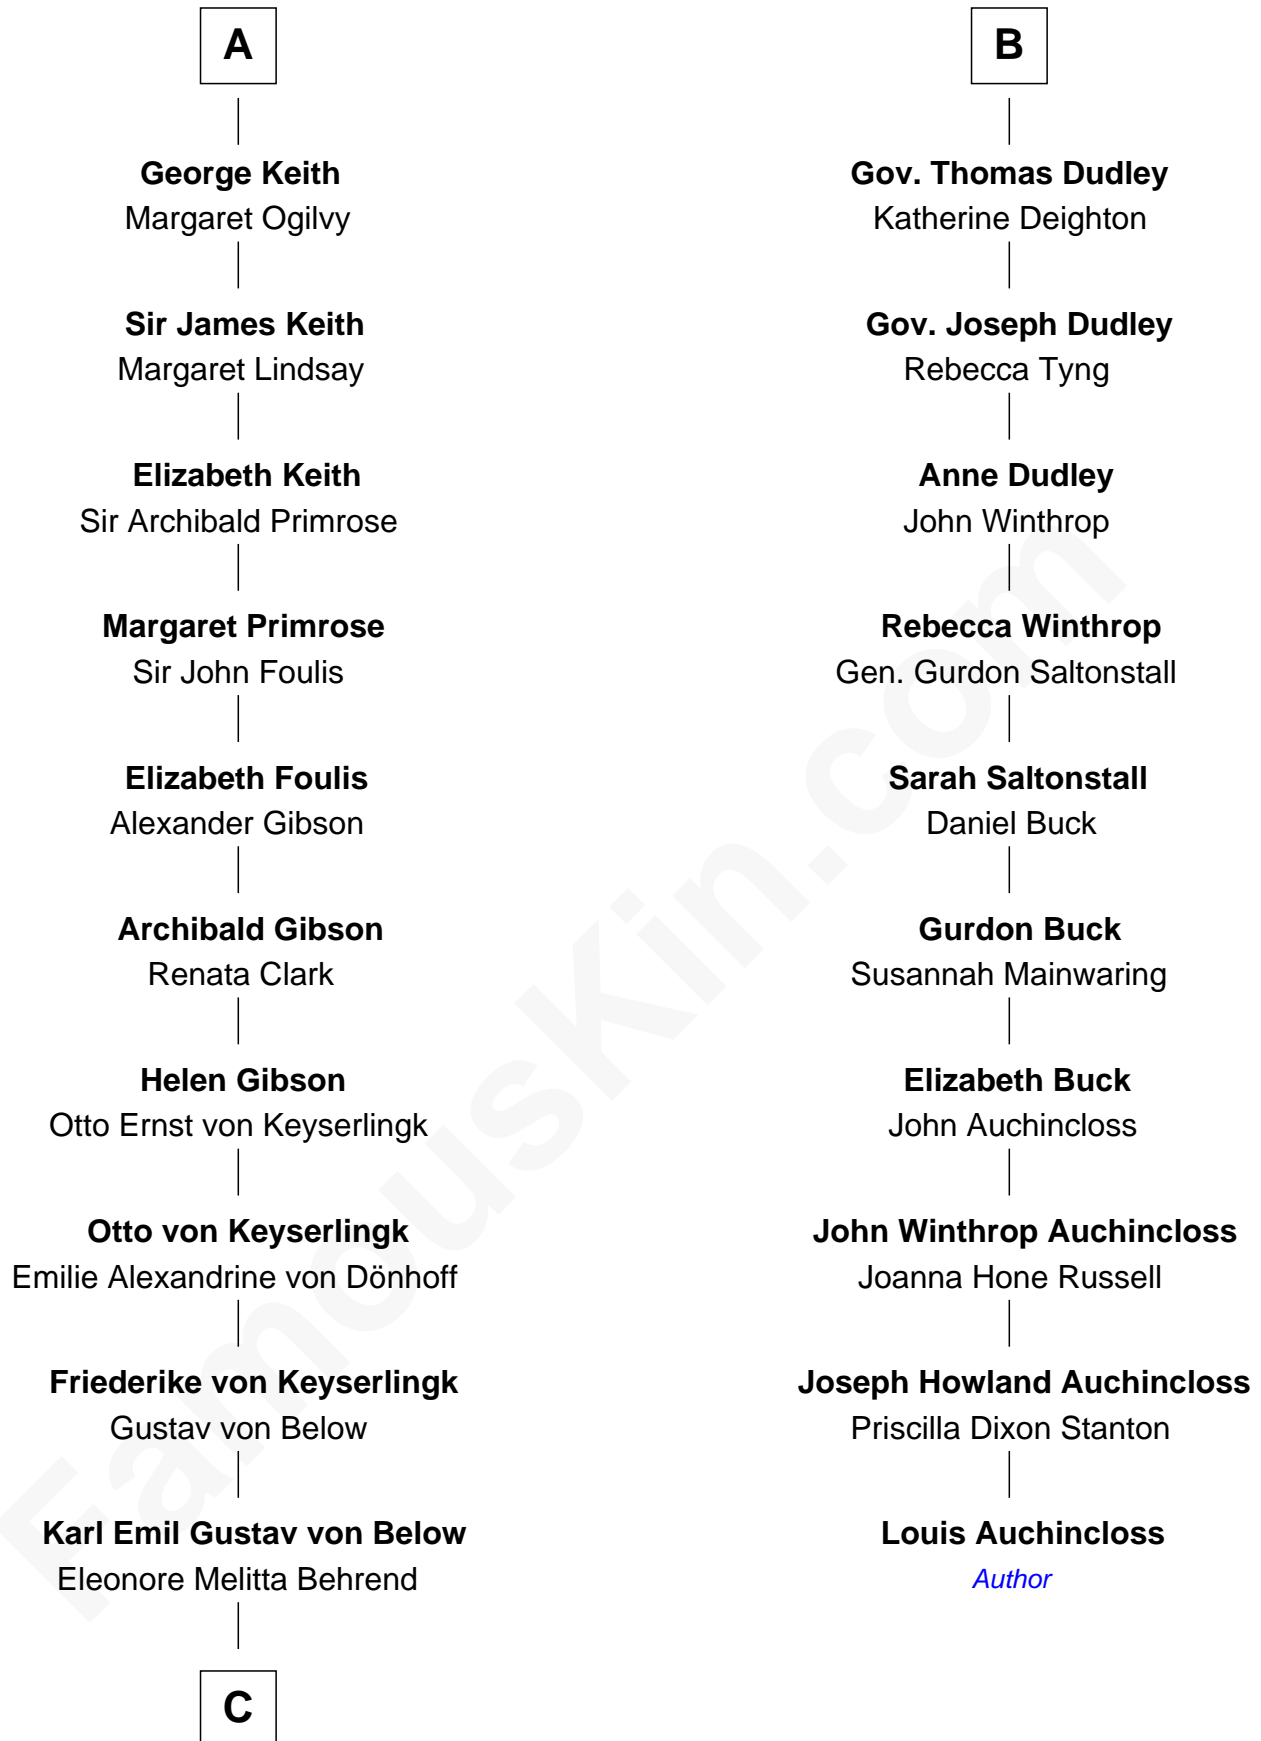 A
George Keith
Margaret Ogilvy
Sir James Keith
Margaret Lindsay
Elizabeth Keith
Sir Archibald Primrose
Margaret Primrose
Sir John Foulis
Elizabeth Foulis
Alexander Gibson
Archibald Gibson
Renata Clark
Helen Gibson
Otto Ernst von Keyserlingk
Otto von Keyserlingk
Emilie Alexandrine von Dönhoff
Friederike von Keyserlingk
Gustav von Below
Karl Emil Gustav von Below
Eleonore Melitta Behrend
C
B
Gov. Thomas Dudley
Katherine Deighton
Gov. Joseph Dudley
Rebecca Tyng
Anne Dudley
John Winthrop
Rebecca Winthrop
Gen. Gurdon Saltonstall
Sarah Saltonstall
Daniel Buck
Gurdon Buck
Susannah Mainwaring
Elizabeth Buck
John Auchincloss
John Winthrop Auchincloss
Joanna Hone Russell
Joseph Howland Auchincloss
Priscilla Dixon Stanton
Louis Auchincloss
Author
FamousKin.com